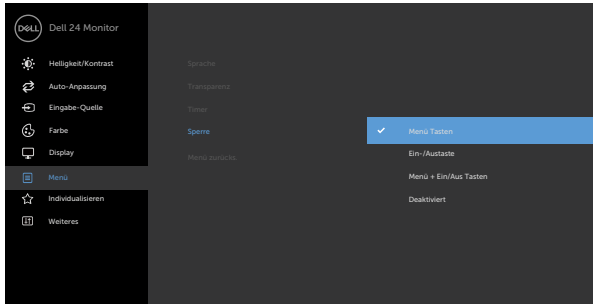 DELL
Dell 24 Monitor
Helligkeit/Kontrast
Auto-Anpassung
Eingabe-Quelle
Farbe
Display
Menü
Individualisieren
Weiteres
Sprache
Transparenz
Timer
Sperre
Menü zurücks.
Menü Tasten
Ein-/Austaste
Menü + Ein/Aus Tasten
Deaktiviert